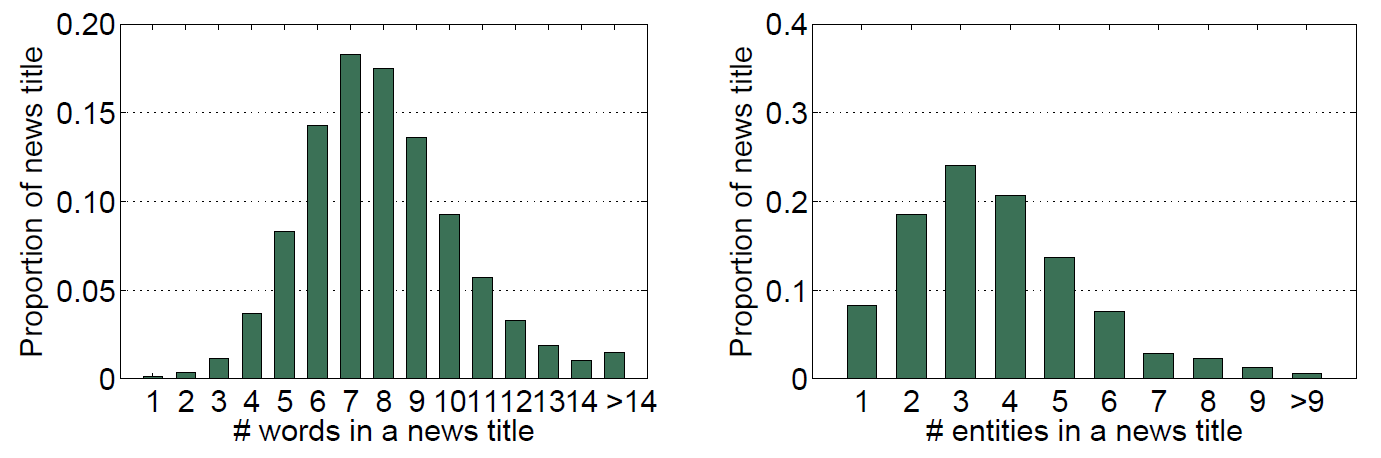 Proportion of news title
0.20
0.15
0.10
0.05
0
1 2 3 4 5 6 7 8 9 10 11 12 13 14 >14
# words in a news title
Proportion of news title
0.4
0.3
0.2
0.1
0
1 2 3 4 5 6 7 8 9 >9
# entities in a news title